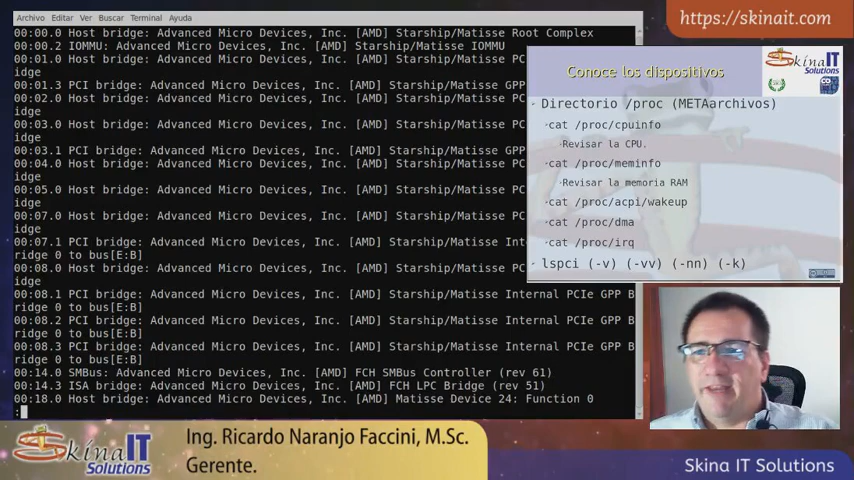 https://skinait.com
Archivo Editar Ver Buscar Terminal Ayuda
00:00.0 Host bridge: Advanced Micro Devices, Inc. [AMD] Starship/Matisse Root Complex
00:00.2 IOMMU: Advanced Micro Devices, Inc. [AMD] Starship/Matisse IOMMU
00:01.0 Host bridge: Advanced Micro Devices, Inc. [AMD] Starship/Matisse PC
idge
00:01.3 PCI bridge: Advanced Micro Devices, Inc. [AMD] Starship/Matisse GPP
00:02.0 Host bridge: Advanced Micro Devices, Inc. [AMD] Starship/Matisse PC
idge
00:03.0 Host bridge: Advanced Micro Devices, Inc. [AMD] Starship/Matisse PC
idge
00:03.1 PCI bridge: Advanced Micro Devices, Inc. [AMD] Starship/Matisse GPP
00:04.0 Host bridge: Advanced Micro Devices, Inc. [AMD] Starship/Matisse PC
idge
00:05.0 Host bridge: Advanced Micro Devices, Inc. [AMD] Starship/Matisse PC
idge
00:07.0 Host bridge: Advanced Micro Devices, Inc. [AMD] Starship/Matisse PC
idge
00:07.1 PCI bridge: Advanced Micro Devices, Inc. [AMD] Starship/Matisse Int
ridge 0 to bus[E:B]
00:08.0 Host bridge: Advanced Micro Devices, Inc. [AMD] Starship/Matisse PC
idge
00:08.1 PCI bridge: Advanced Micro Devices, Inc. [AMD] Starship/Matisse Internal PCIe GPP B
ridge 0 to bus[E:B]
00:08.2 PCI bridge: Advanced Micro Devices, Inc. [AMD] Starship/Matisse Internal PCIe GPP B
ridge 0 to bus[E:B]
00:08.3 PCI bridge: Advanced Micro Devices, Inc. [AMD] Starship/Matisse Internal PCIe GPP B
ridge 0 to bus[E:B]
00:14.0 SMBus: Advanced Micro Devices, Inc. [AMD] FCH SMBus Controller (rev 61)
00:14.3 ISA bridge: Advanced Micro Devices, Inc. [AMD] FCH LPC Bridge (rev 51)
00:18.0 Host bridge: Advanced Micro Devices, Inc. [AMD] Matisse Device 24: Function 0
:
Conoce los dispositivos
Skina IT
Solutions
Directorio /proc (METAarchivos)
·cat /proc/cpuinfo
·Revisar la CPU.
·cat /proc/meminfo
·Revisar la memoria RAM
·cat /proc/acpi/wakeup
·cat /proc/dma
·cat /proc/irq
lspci (-v) (-vv) (-nn) (-k)
Skina IT
Solutions
Ing. Ricardo Naranjo Faccini, M.Sc.
Gerente.
Skina IT Solutions